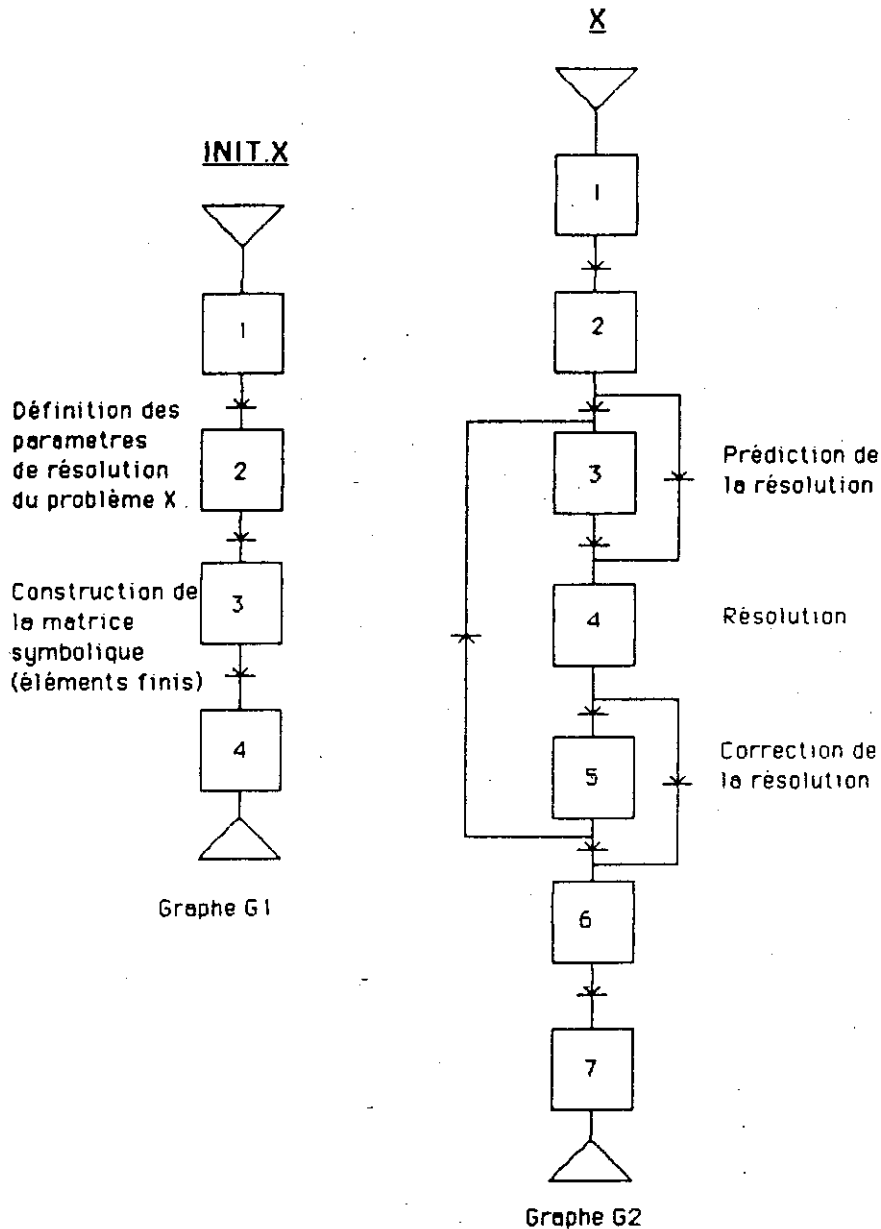 INIT.X
1
Définition des
parametres
de résolution
du problème X
2
Construction de
la matrice
symbolique
(éléments finis)
3
4
Graphe G1
X
1
2
3
Prédiction de
la résolution
4
Résolution
5
Correction de
la résolution
6
7
Graphe G2